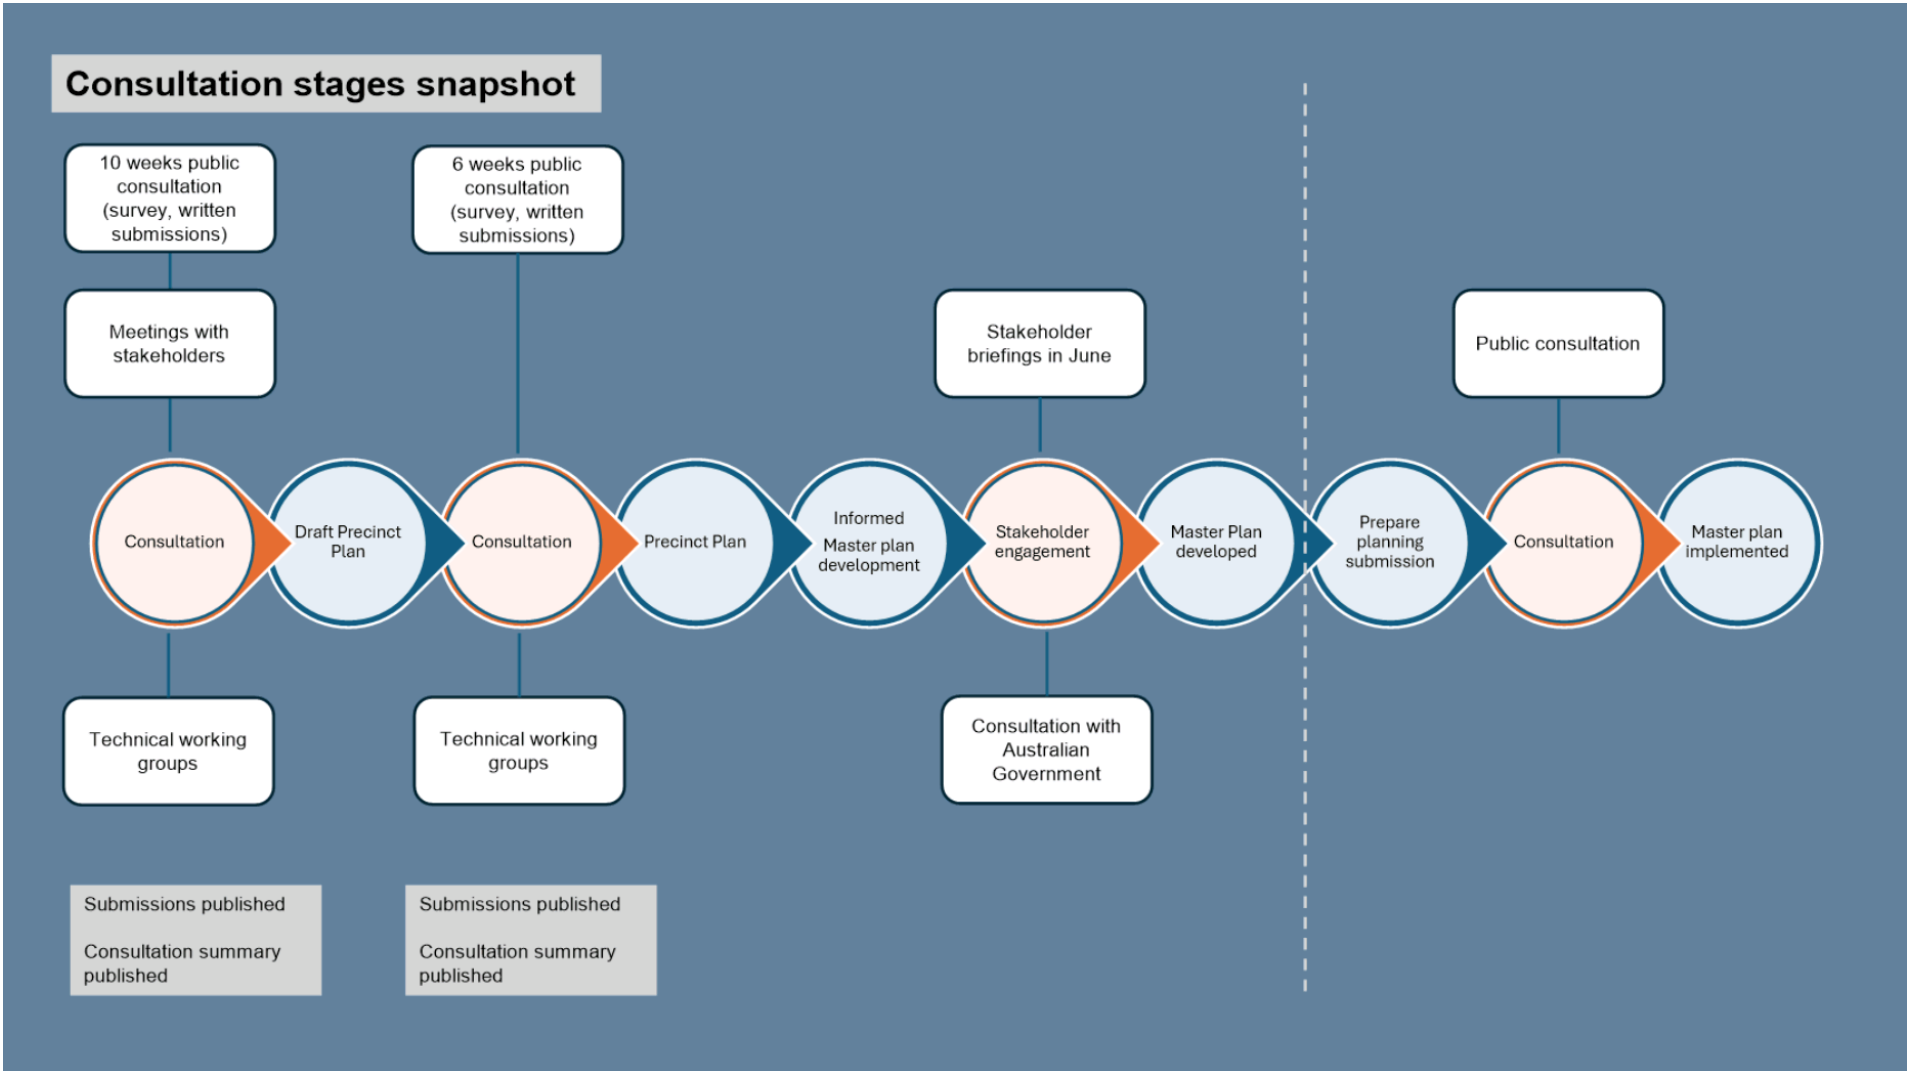 Consultation stages snapshot
10 weeks public
consultation
(survey, written
submissions)
6 weeks public
consultation
(survey, written
submissions)
Meetings with
stakeholders
Stakeholder
briefings in June
Public consultation
Consultation
Draft Precinct
Plan
Consultation
Precinct Plan
Informed
Master plan
development
Stakeholder
engagement
Master Plan
developed
Prepare
planning
submission
Consultation
Master plan
implemented
Technical working
groups
Technical working
groups
Consultation with
Australian
Government
Submissions published
Consultation summary
published
Submissions published
Consultation summary
published